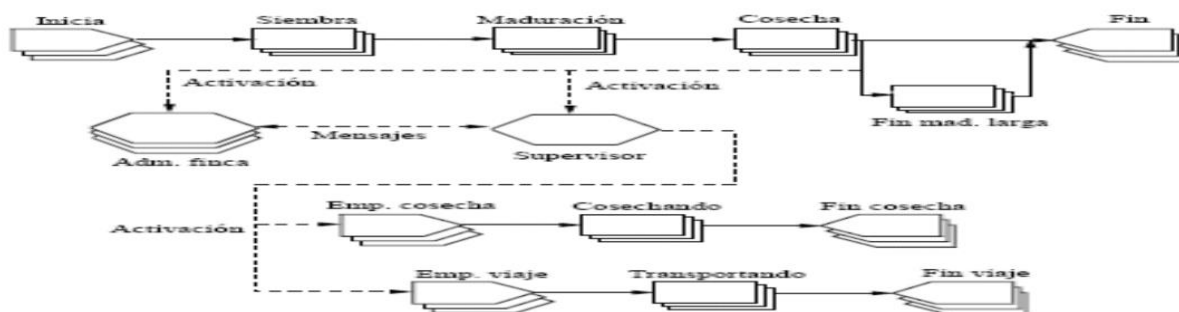 Inicia
Siembra
Maduración
Cosecha
Fin
Activación
Activación
Fin mad. larga
Mensajes
Adm. finca
Supervisor
Emp. cosecha
Cosechando
Fin cosecha
Activación
Emp. viaje
Transportando
Fin viaje